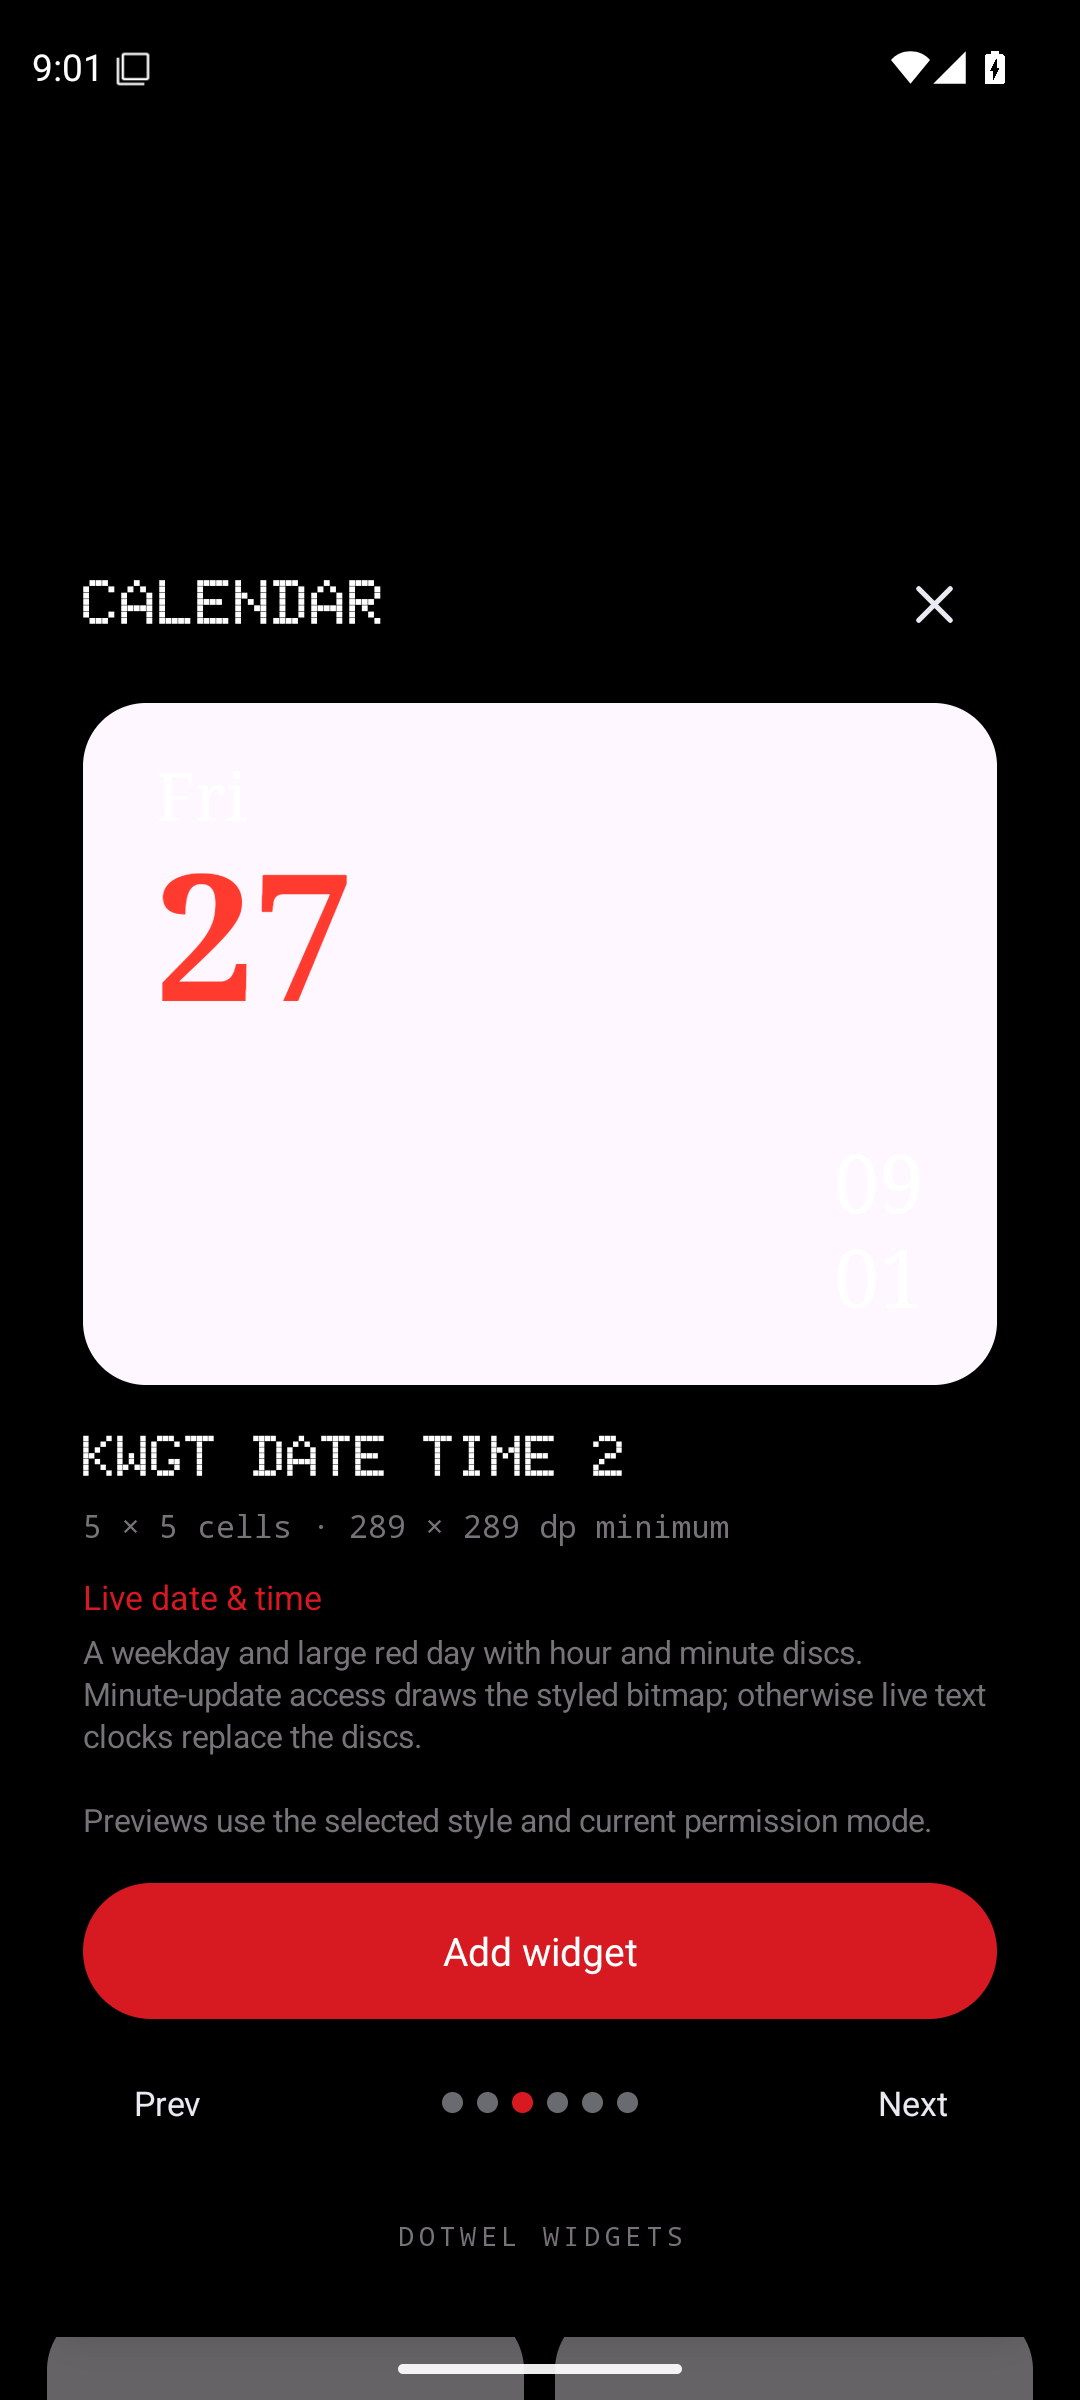 9:01
CALENDAR
Fri
27
09
01
KWGT DATE TIME 2
5 × 5 cells · 289 × 289 dp minimum
Live date & time
A weekday and large red day with hour and minute discs.
Minute-update access draws the styled bitmap; otherwise live text
clocks replace the discs.
Previews use the selected style and current permission mode.
Add widget
Prev
Next
DOTWEL WIDGETS